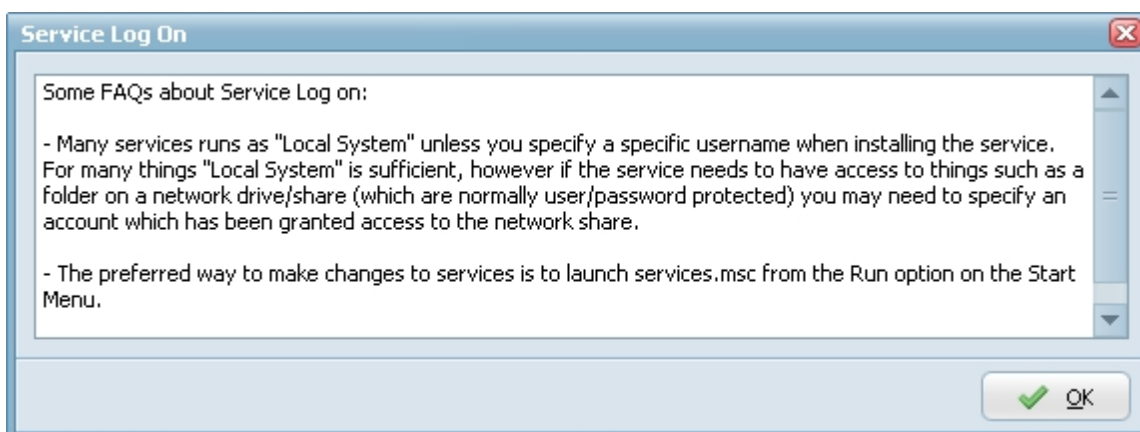 Service Log On
Some FAQs about Service Log on:
- Many services runs as "Local System" unless you specify a specific username when installing the service.
For many things "Local System" is sufficient, however if the service needs to have access to things such as a
folder on a network drive/share (which are normally user/password protected) you may need to specify an
account which has been granted access to the network share.
- The preferred way to make changes to services is to launch services.msc from the Run option on the Start
Menu.
OK